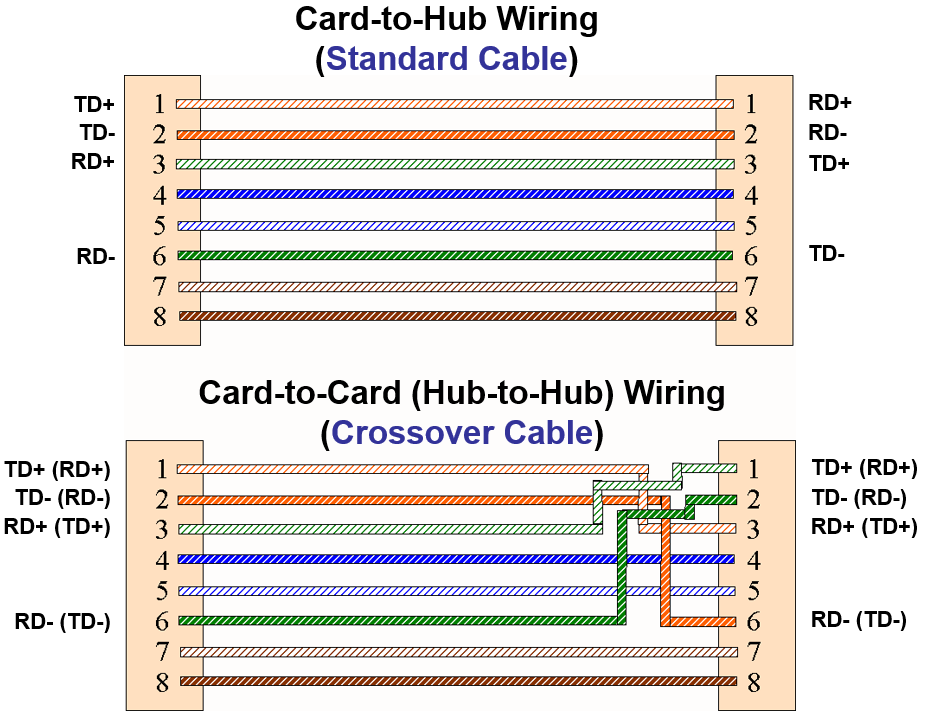 Card-to-Hub Wiring
(Standard Cable)
TD+ 1 1 RD+
TD- 2 2 RD-
RD+ 3 3 TD+
4 4
5 5
RD- 6 6 TD-
7 7
8 8
Card-to-Card (Hub-to-Hub) Wiring
(Crossover Cable)
TD+ (RD+) 1 1 TD+ (RD+)
TD- (RD-) 2 2 TD- (RD-)
RD+ (TD+) 3 3 RD+ (TD+)
4 4
5 5
RD- (TD-) 6 6 RD- (TD-)
7 7
8 8